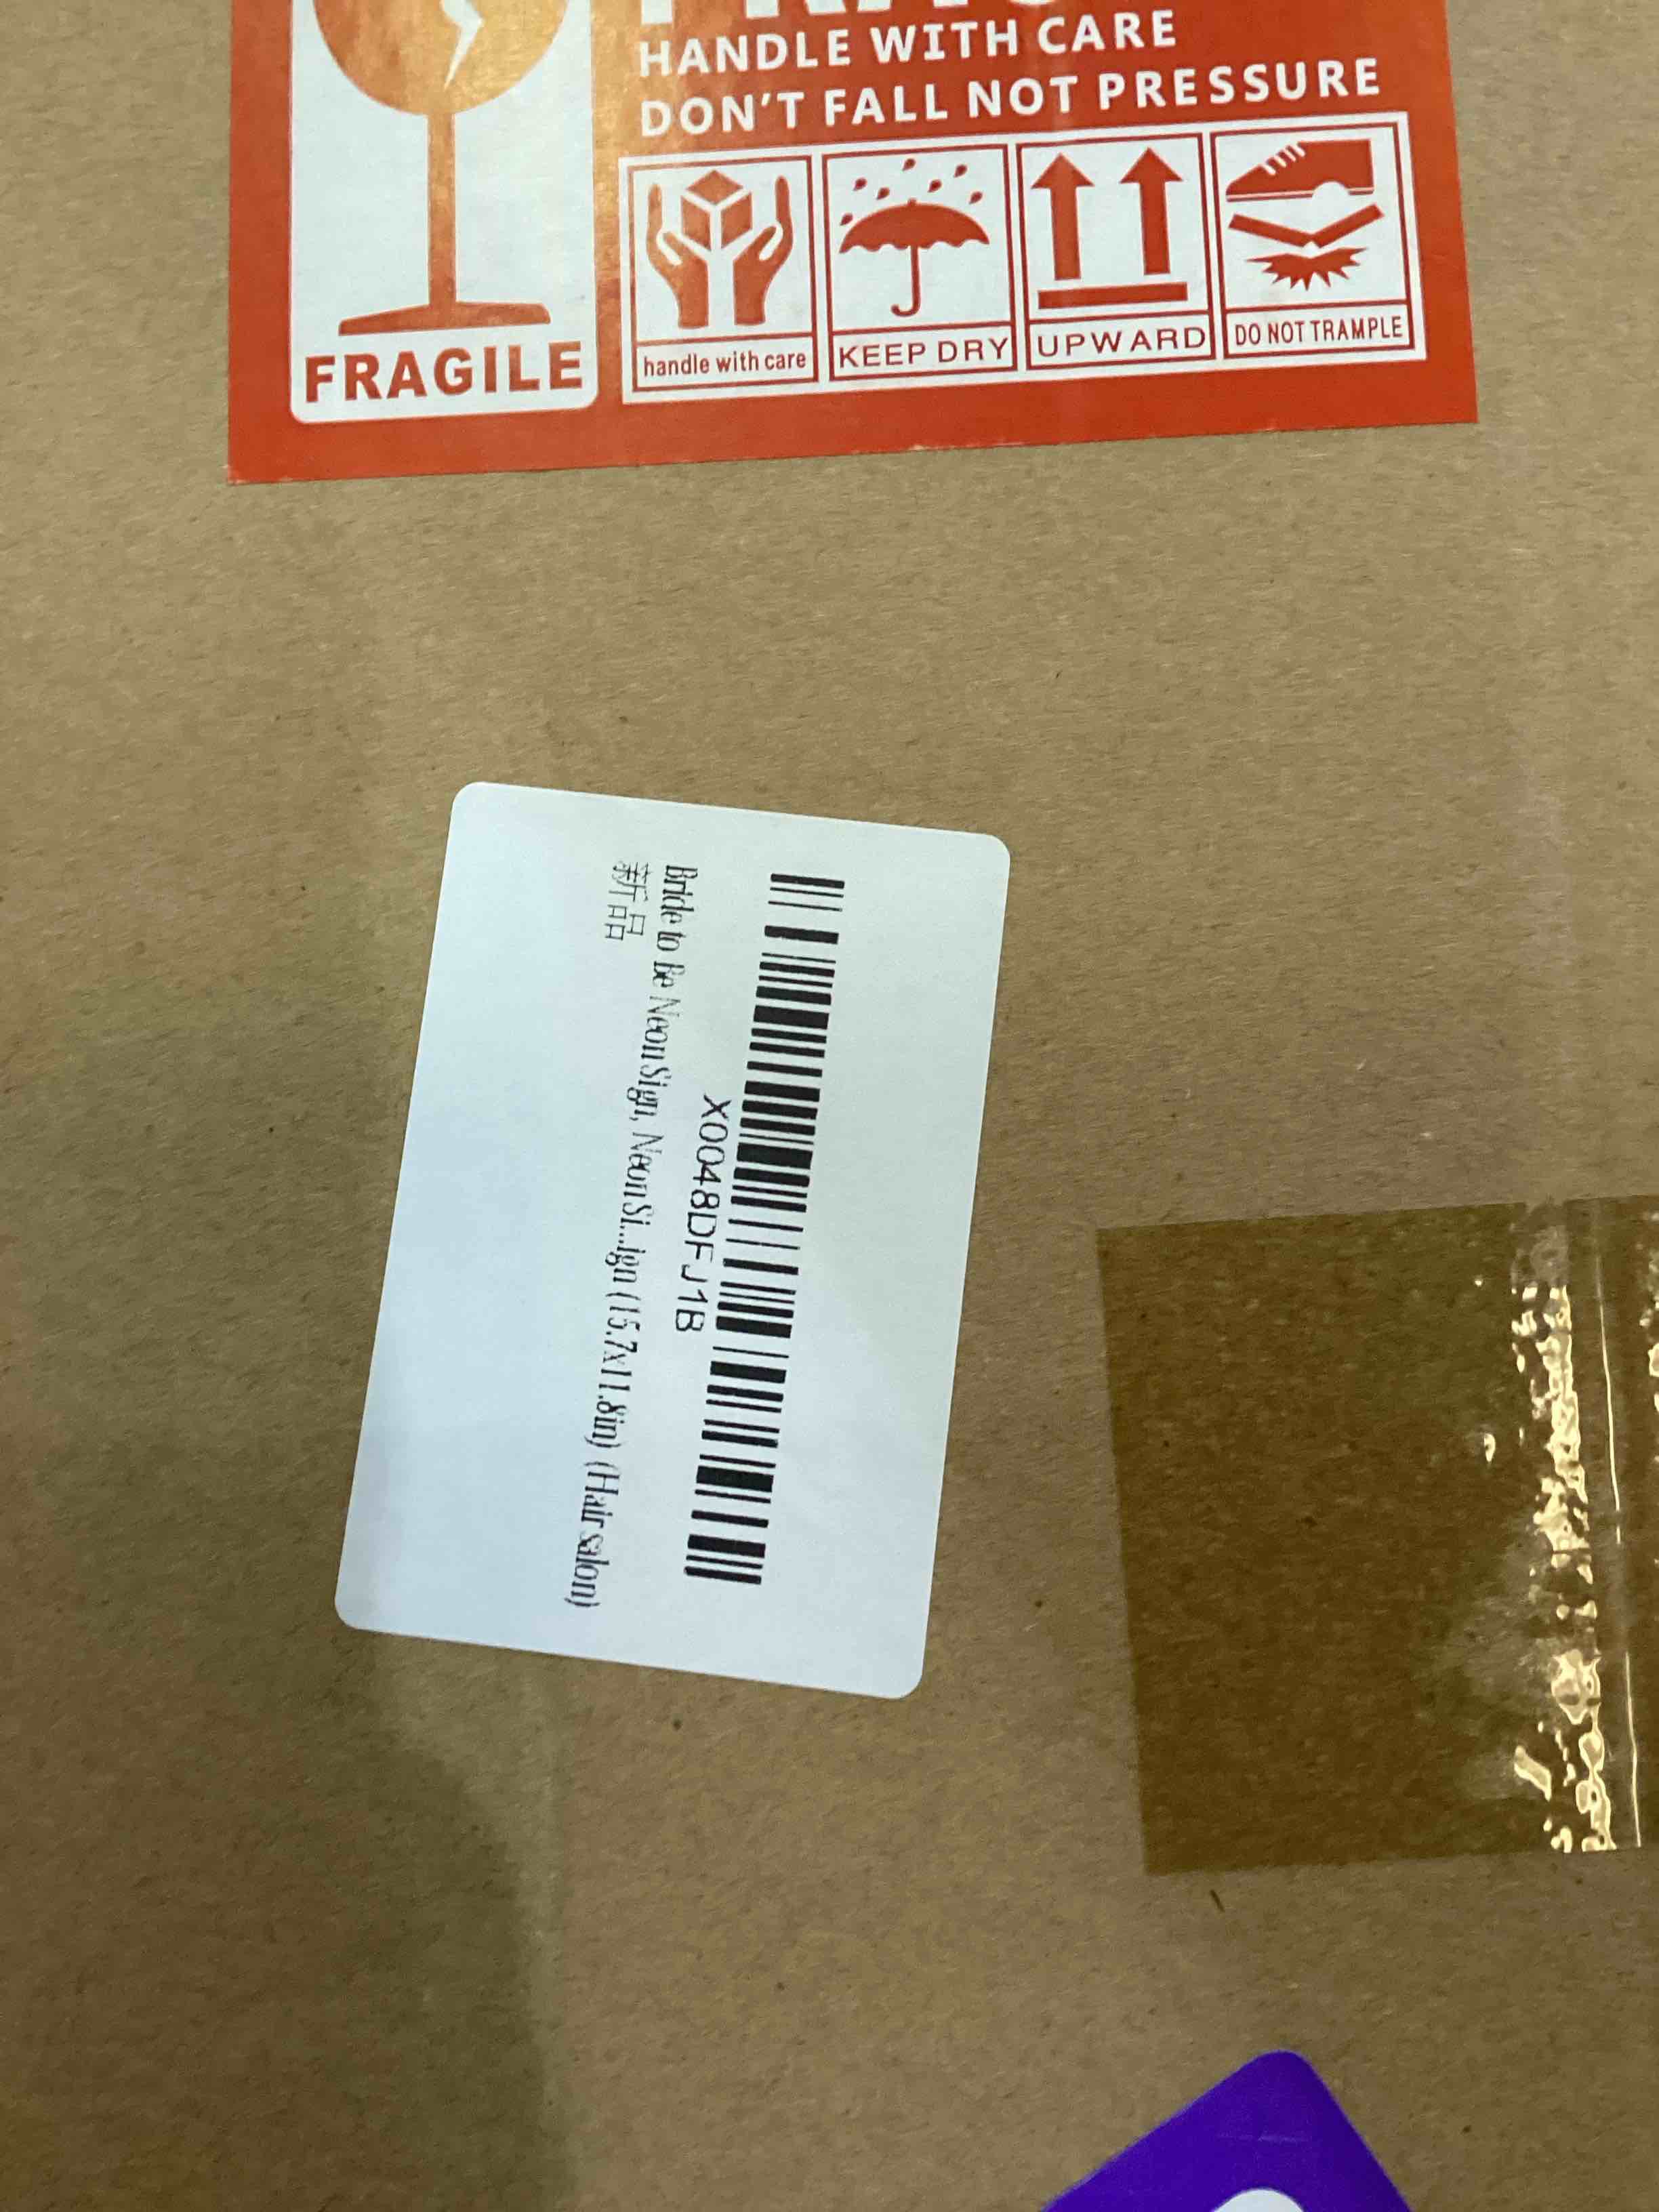 HANDLE WITH CARE
DON'T FALL NOT PRESSURE
FRAGILE
handle with care
KEEP DRY
UPWARD
DO NOT TRAMPLE
X0048DFJ1B
Bride to Be Neon Sign, Neon Si...ign (15.7x11.8in) (Hair salon)
新品